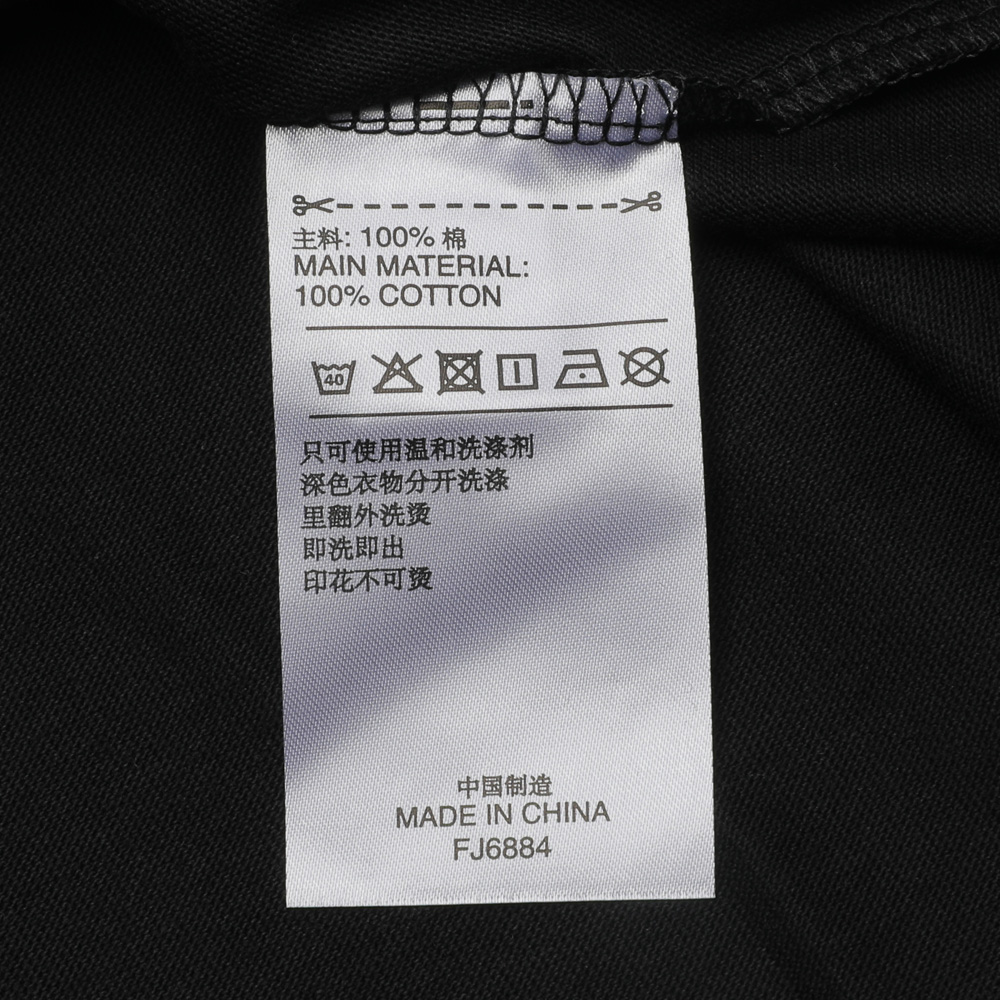 主料: 100% 棉
MAIN MATERIAL:
100% COTTON
40
只可使用温和洗涤剂
深色衣物分开洗涤
里翻外洗烫
即洗即出
印花不可烫
中国制造
MADE IN CHINA
FJ6884